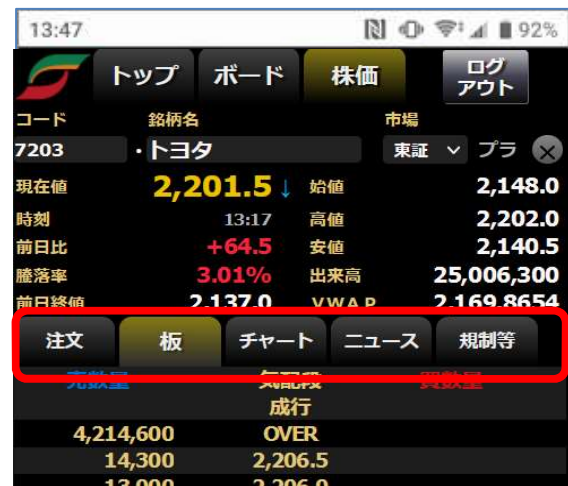 13:47 92%
トップ ボード 株価 ログアウト
コード 銘柄名 市場
7203 ・トヨタ 東証 プラ
現在値 2,201.5↓ 始値 2,148.0
時刻 13:17 高値 2,202.0
前日比 +64.5 安値 2,140.5
騰落率 3.01% 出来高 25,006,300
前日終値 2,137.0 VWAP 2,169.8654
注文 板 チャート ニュース 規制等
売数量 気配段 買数量
成行
4,214,600 OVER
14,300 2,206.5
13,000 2,206.0